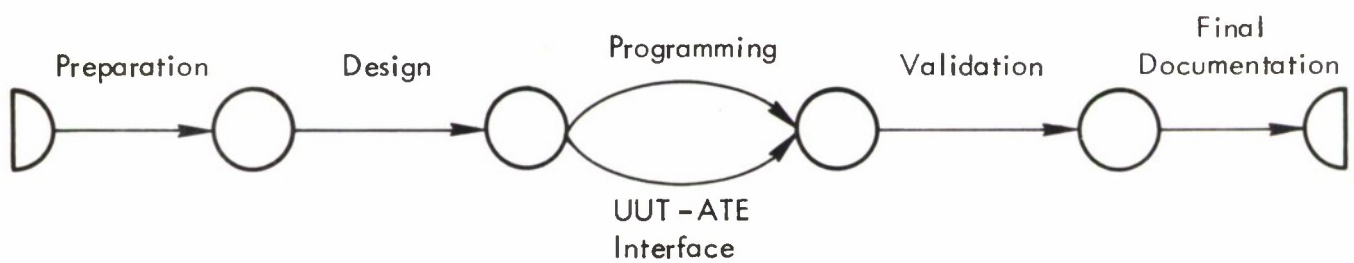 Preparation
Design
Programming
UUT - ATE
Interface
Validation
Final
Documentation